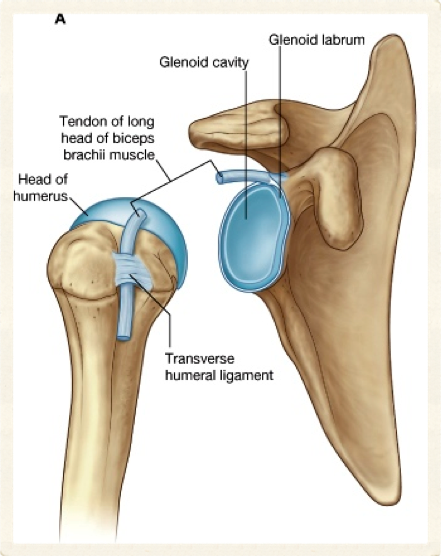 A
Glenoid labrum
Glenoid cavity
Tendon of long
head of biceps
brachii muscle
Head of
humerus
Transverse
humeral ligament